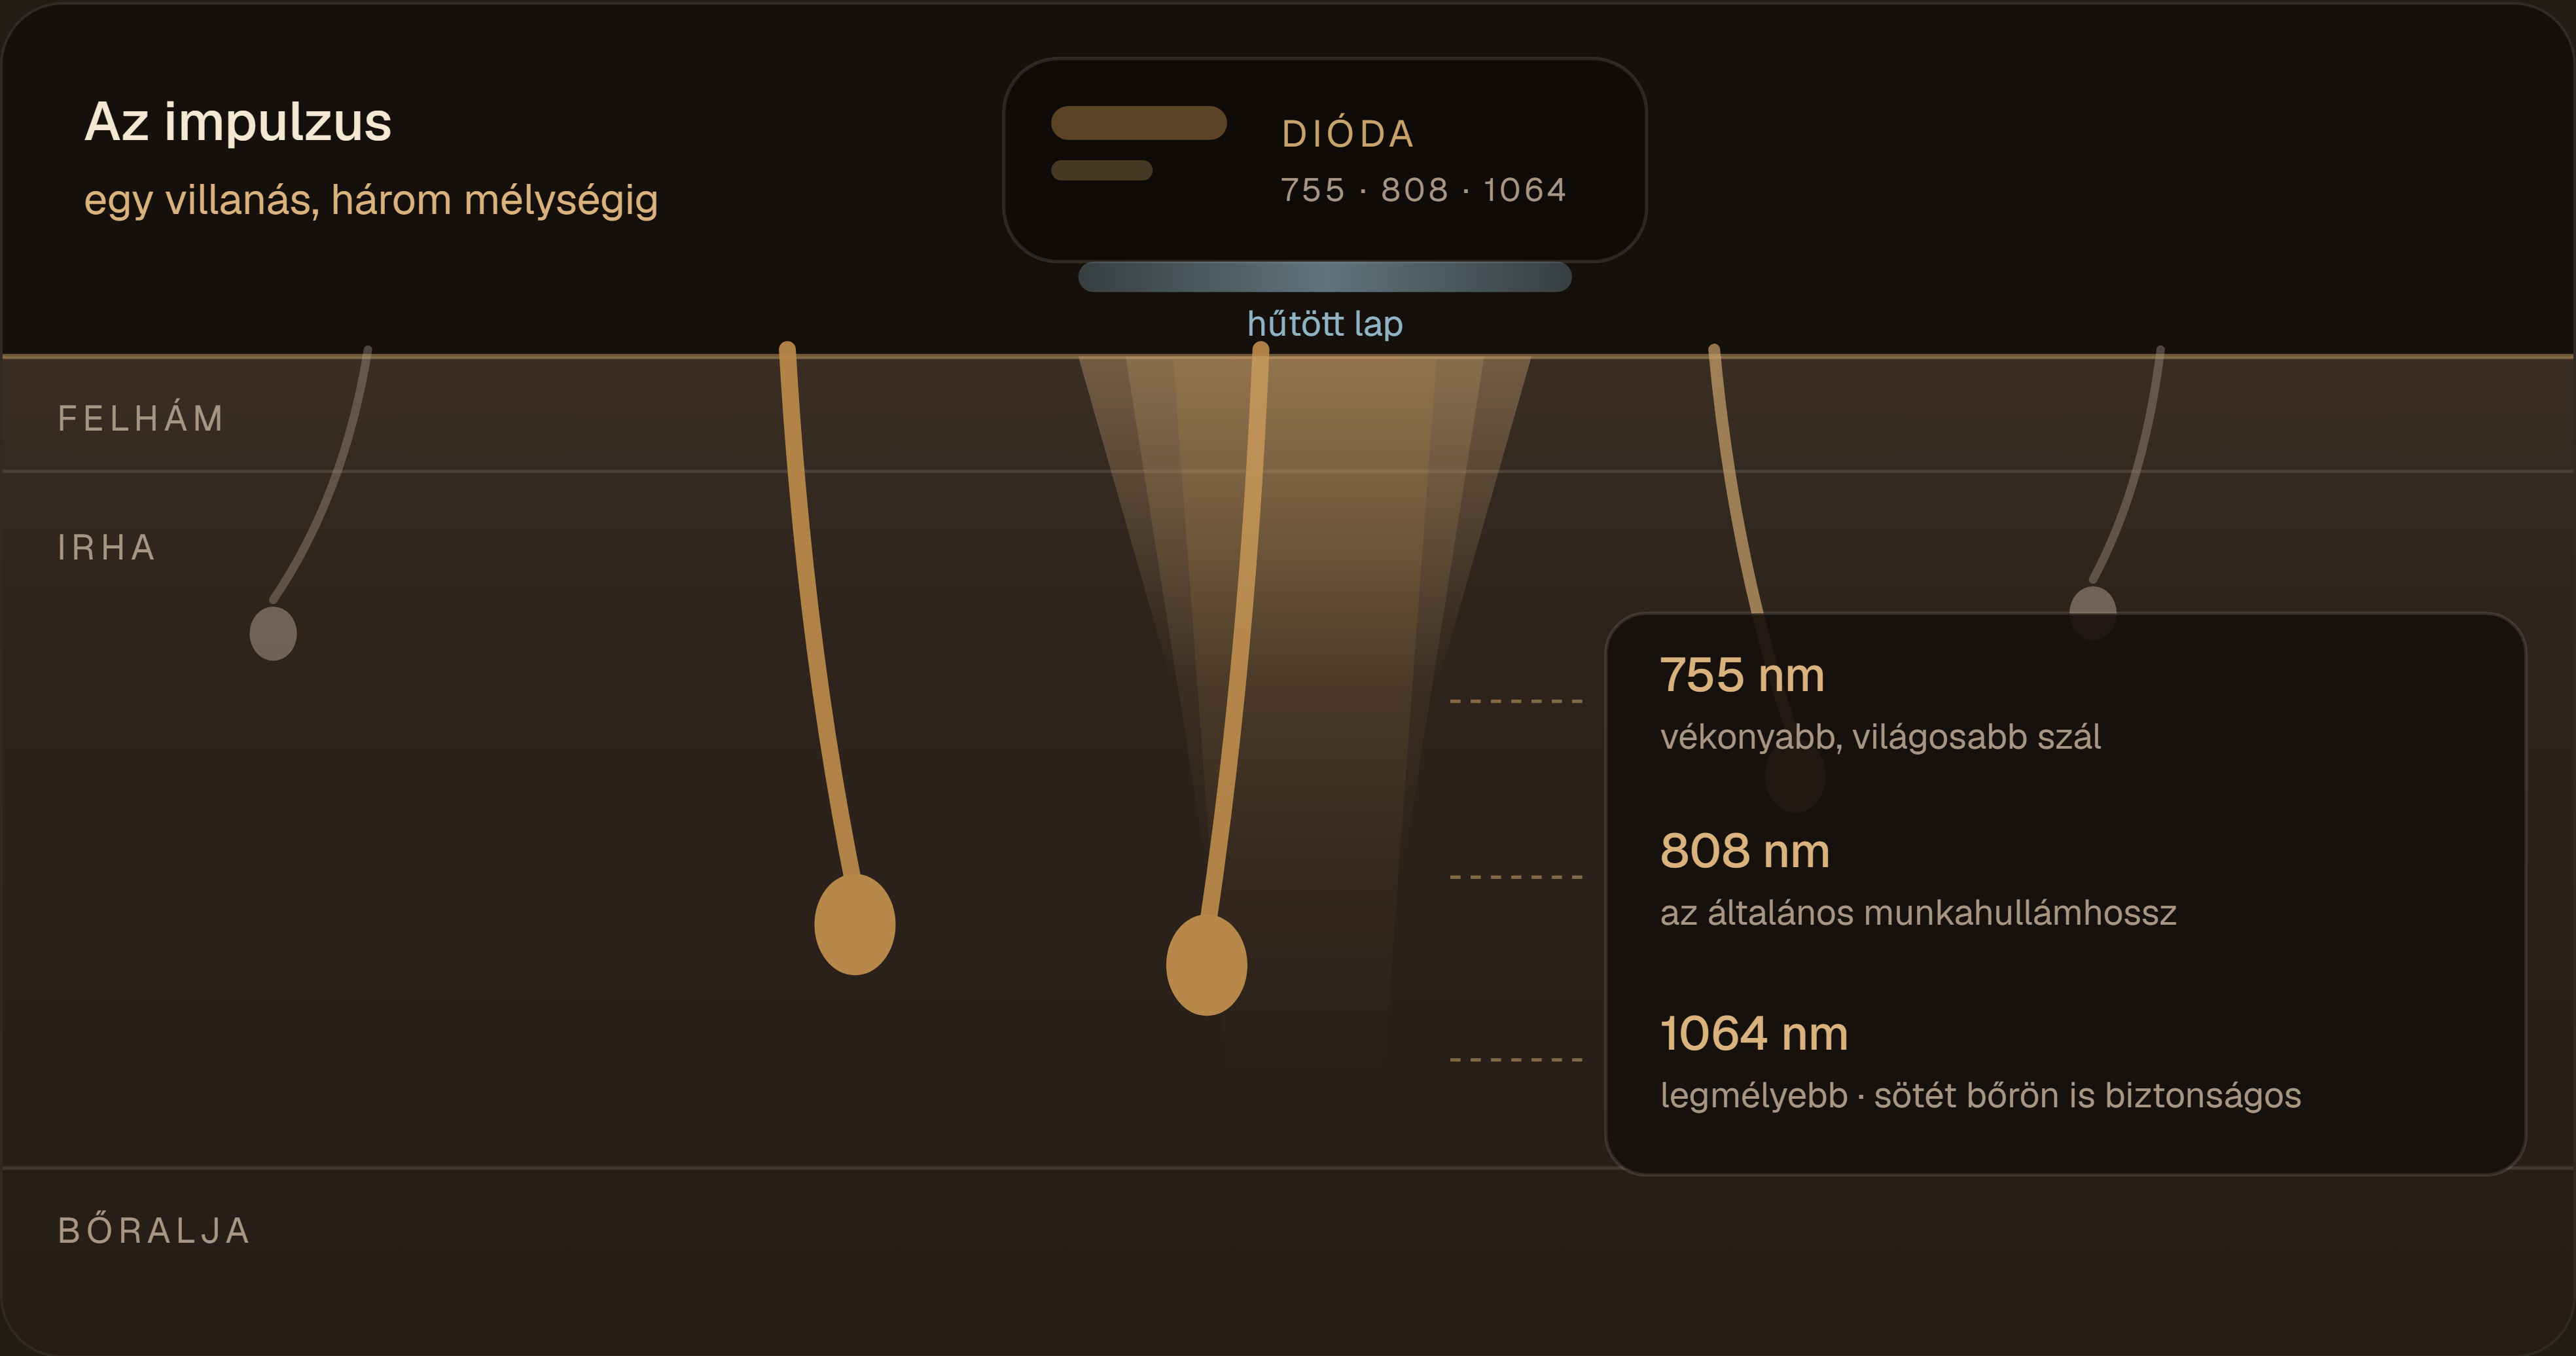 Az impulzus
egy villanás, három mélységig
DIÓDA
755 · 808 · 1064
hűtött lap
FELHÁM
IRHA
755 nm
vékonyabb, világosabb szál
808 nm
az általános munkahullámhossz
1064 nm
legmélyebb · sötét bőrön is biztonságos
BŐRALJA